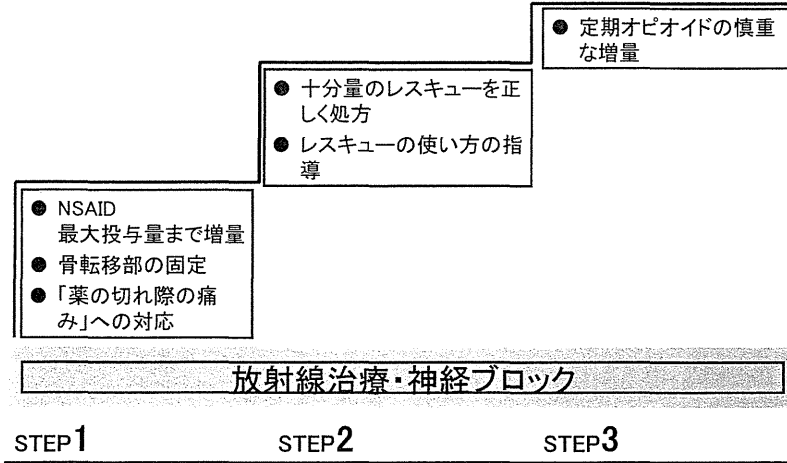 ● NSAID
最大投与量まで増量
● 骨転移部の固定
● 「薬の切れ際の痛
み」への対応
● 十分量のレスキューを正
しく処方
● レスキューの使い方の指
導
● 定期オピオイドの慎重
な増量
放射線治療・神経ブロック
STEP1
STEP2
STEP3